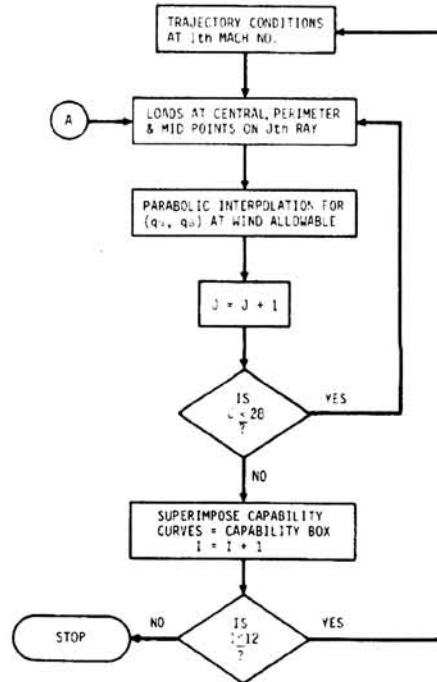 TRAJECTORY CONDITIONS
AT Ith MACH NO.
A
LOADS AT CENTRAL, PERIMETER
& MID POINTS ON Jth RAY
PARABOLIC INTERPOLATION FOR
AT WIND ALLOWABLE
J = J + 1
IS
28
?
YES
NO
SUPERIMPOSE CAPABILITY
CURVES = CAPABILITY BOX
I = I + 1
IS
12
?
NO
YES
STOP